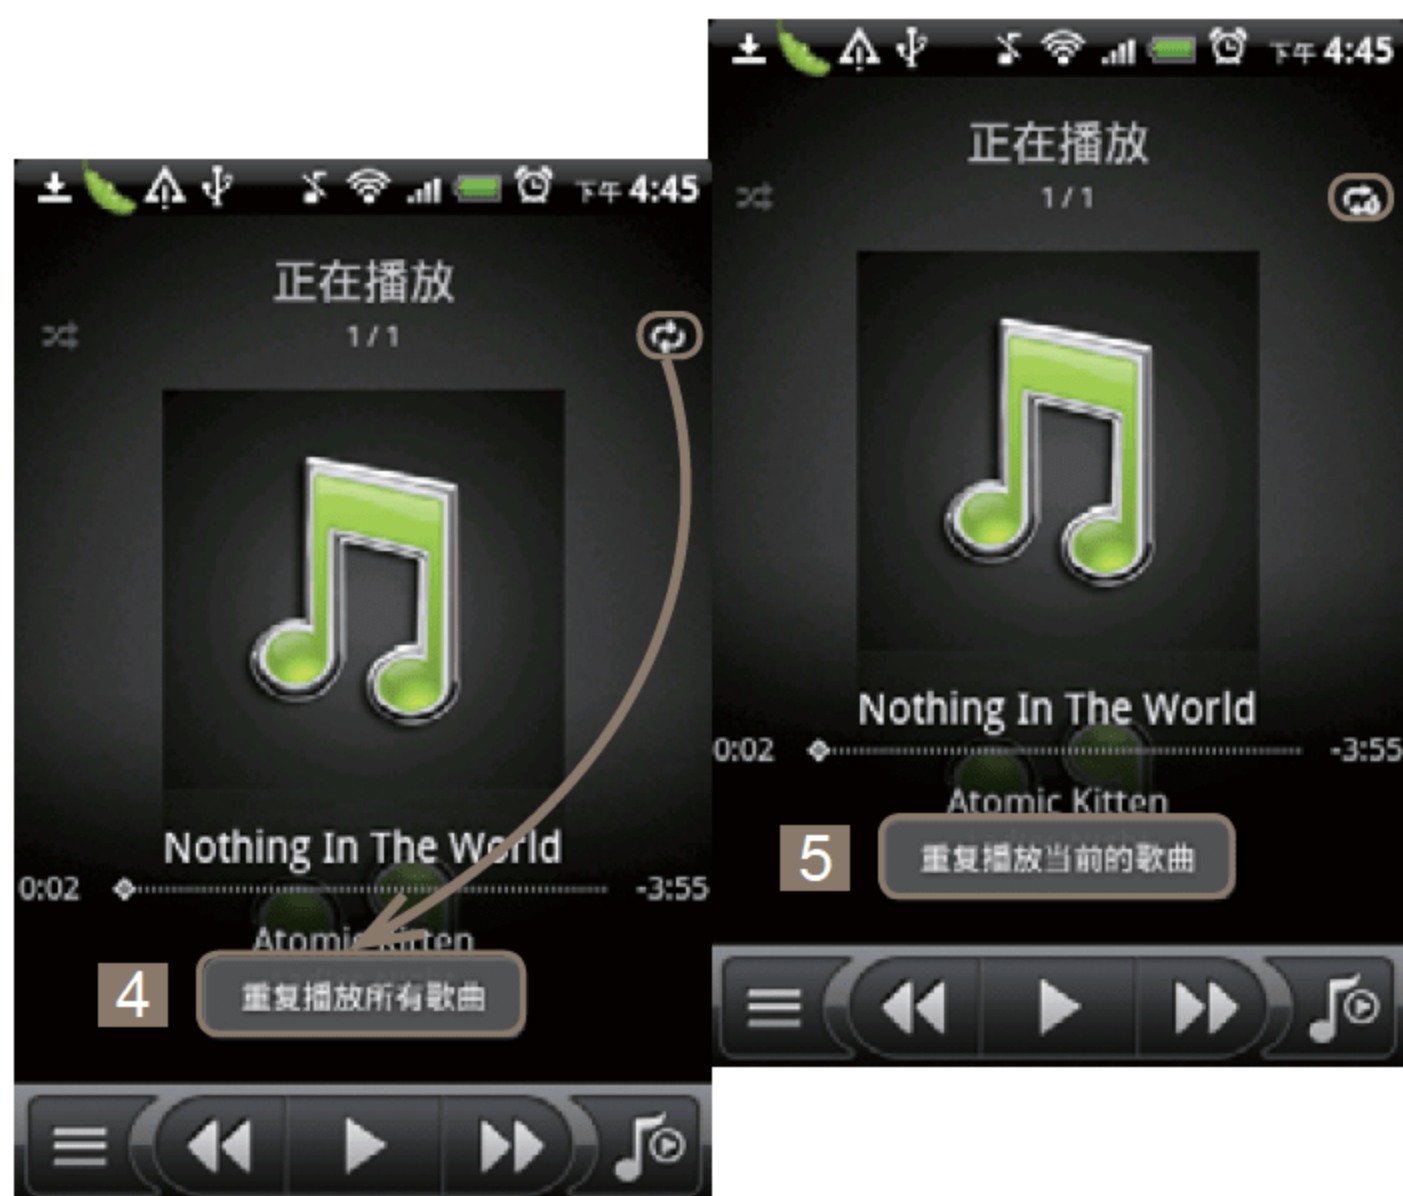 下午 4:45
正在播放
1 / 1
Nothing In The World
0:02
-3:55
Atomic Kitten
4
重复播放所有歌曲
下午 4:45
正在播放
1 / 1
Nothing In The World
0:02
-3:55
Atomic Kitten
5
重复播放当前的歌曲